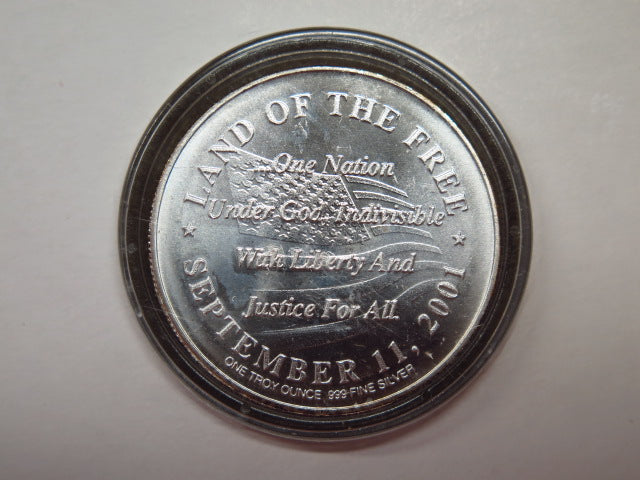 LAND OF THE FREE
...One Nation
Under God, Indivisible
With Liberty And
Justice For All.
SEPTEMBER 11, 2001
ONE TROY OUNCE .999 FINE SILVER